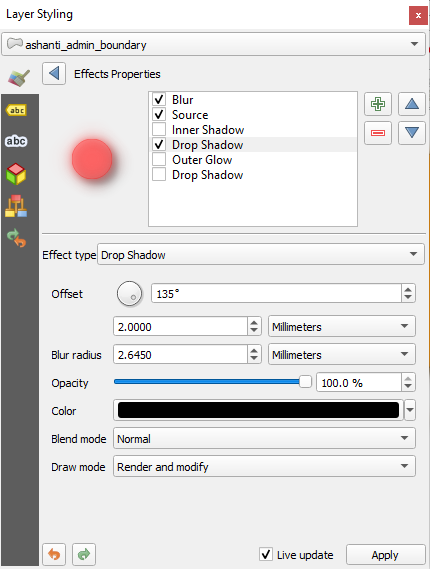 Layer Styling
x
ashanti_admin_boundary
Effects Properties
abc
abc
Blur
Source
Inner Shadow
Drop Shadow
Outer Glow
Drop Shadow
Effect type Drop Shadow
Offset 135°
2.0000 Millimeters
Blur radius 2.6450 Millimeters
Opacity 100.0 %
Color
Blend mode Normal
Draw mode Render and modify
Live update Apply